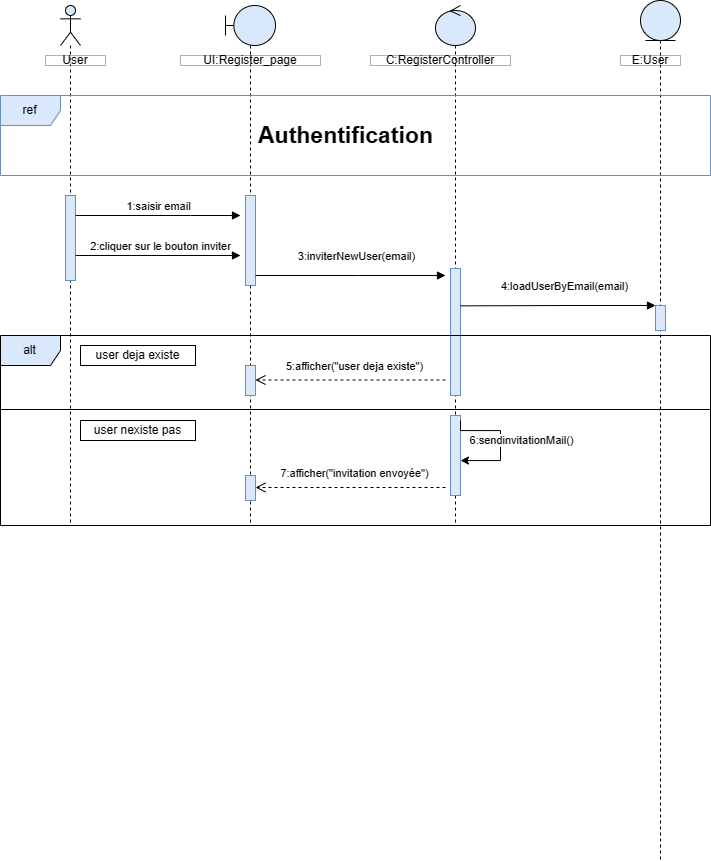 User
UI:Register_page
C:RegisterController
E:User
ref
Authentification
1:saisir email
2:cliquer sur le bouton inviter
3:inviterNewUser(email)
4:loadUserByEmail(email)
alt
user deja existe
5:afficher("user deja existe")
user nexiste pas
6:sendinvitationMail()
7:afficher("invitation envoyée")